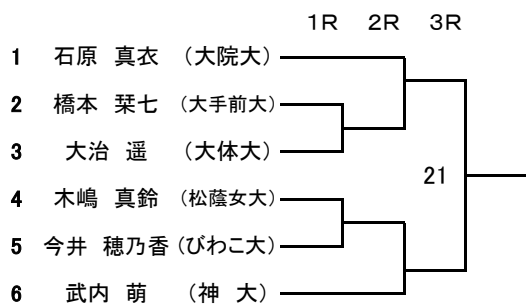 1R 2R 3R
1 石原 真衣 (大院大)
2 橋本 栞七 (大手前大)
3 大治 遥 (大体大)
21
4 木嶋 真鈴 (松蔭女大)
5 今井 穂乃香 (びわこ大)
6 武内 萌 (神 大)